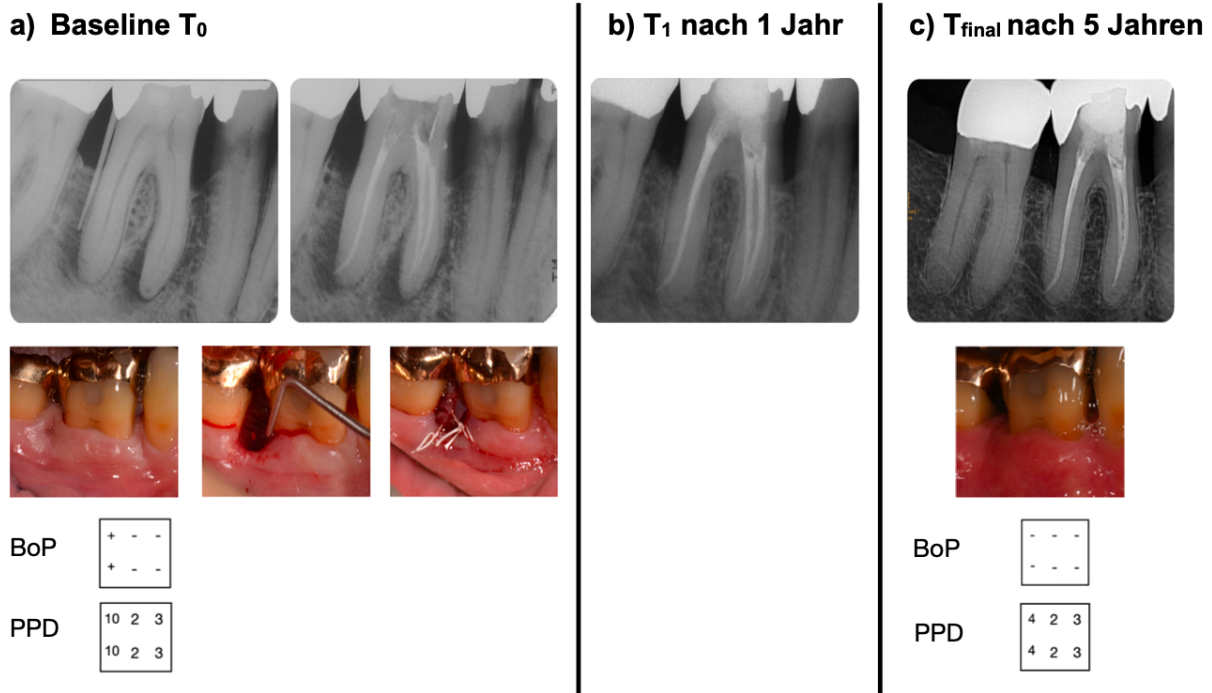 a) Baseline T0
b) T1 nach 1 Jahr
c) Tfinal nach 5 Jahren
BoP
+ - -
+ - -
PPD
10 2 3
10 2 3
BoP
- - -
- - -
PPD
4 2 3
4 2 3